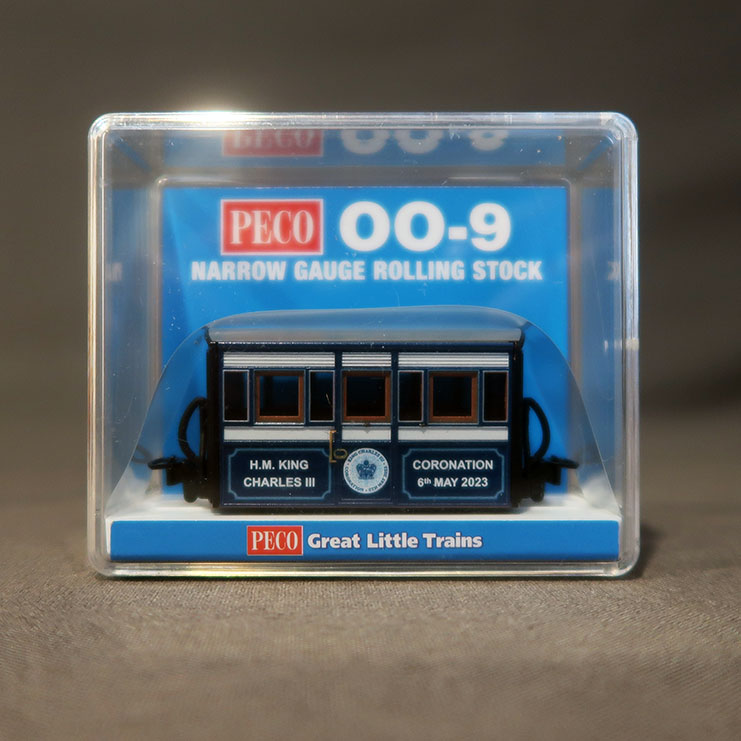 PECO OO-9
NARROW GAUGE ROLLING STOCK
H.M. KING
CHARLES III
CORONATION
6th MAY 2023
PECO Great Little Trains